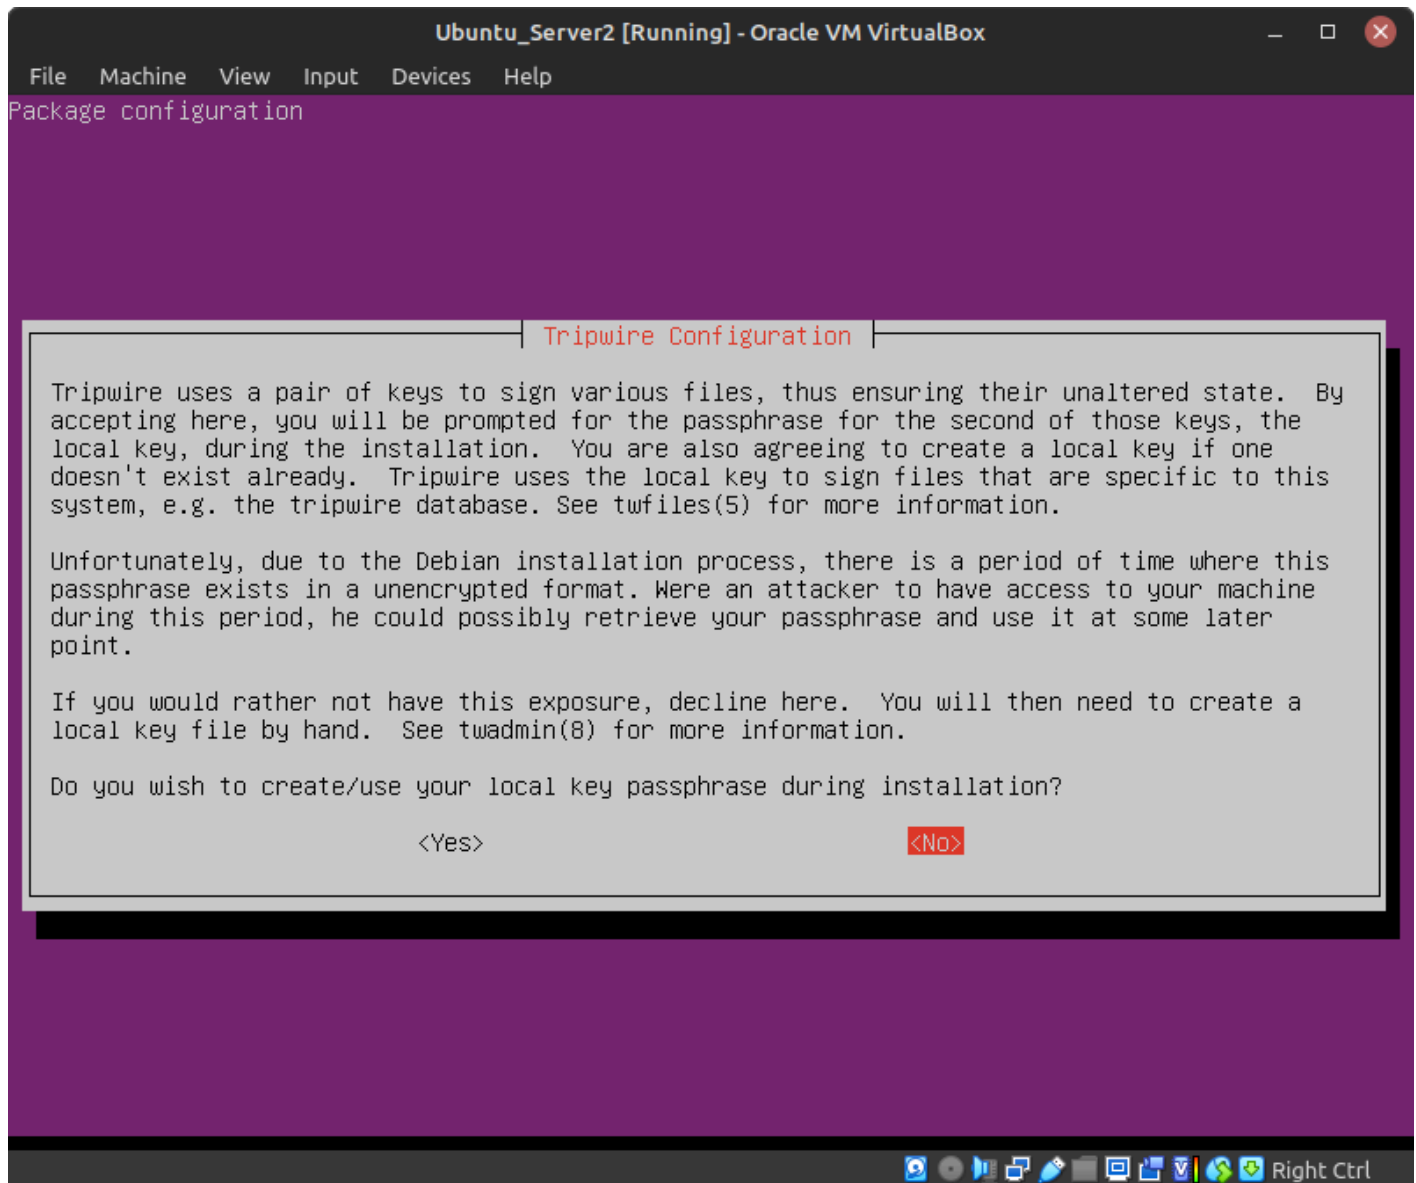 Ubuntu_Server2 [Running] - Oracle VM VirtualBox
File Machine View Input Devices Help
Package configuration
Tripwire Configuration
Tripwire uses a pair of keys to sign various files, thus ensuring their unaltered state.  By
accepting here, you will be prompted for the passphrase for the second of those keys, the
local key, during the installation.  You are also agreeing to create a local key if one
doesn't exist already.  Tripwire uses the local key to sign files that are specific to this
system, e.g. the tripwire database. See twfiles(5) for more information.
Unfortunately, due to the Debian installation process, there is a period of time where this
passphrase exists in a unencrypted format. Were an attacker to have access to your machine
during this period, he could possibly retrieve your passphrase and use it at some later
point.
If you would rather not have this exposure, decline here.  You will then need to create a
local key file by hand.  See twadmin(8) for more information.
Do you wish to create/use your local key passphrase during installation?
<Yes> <No>
Right Ctrl